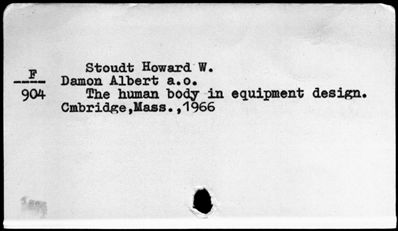 Stoudt Howard W.
F
Damon Albert a.o.
904
The human body in equipment design.
Cmbridge,Mass.,1966